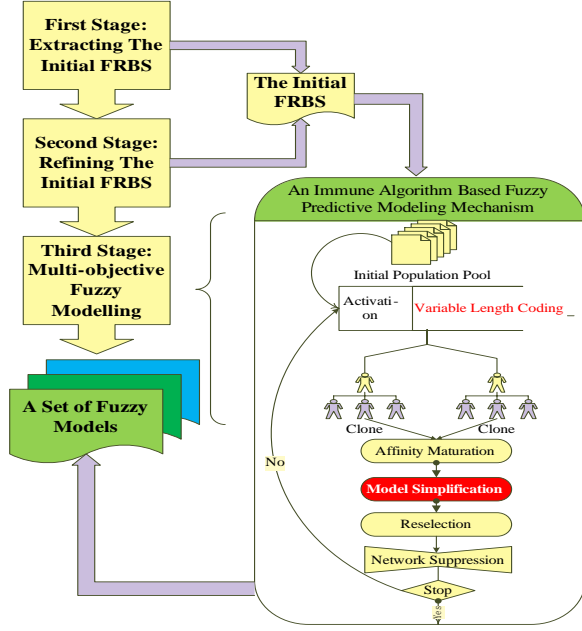 First Stage:
Extracting The
Initial FRBS
The Initial
FRBS
Second Stage:
Refining The
Initial FRBS
Third Stage:
Multi-objective
Fuzzy
Modelling
A Set of Fuzzy
Models
An Immune Algorithm Based Fuzzy
Predictive Modeling Mechanism
Initial Population Pool
Activati-
on
Variable Length Coding _
Clone
Clone
No
Affinity Maturation
Model Simplification
Reselection
Network Suppression
Stop
Yes